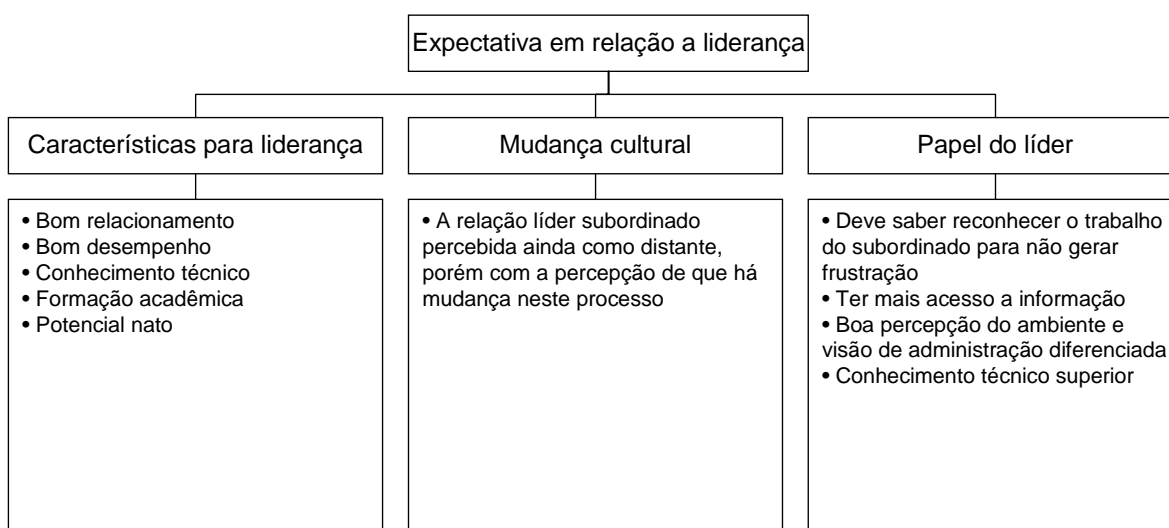 Expectativa em relação a liderança
Características para liderança
Mudança cultural
Papel do líder
• Bom relacionamento
• Bom desempenho
• Conhecimento técnico
• Formação acadêmica
• Potencial nato
• A relação líder subordinado
percebida ainda como distante,
porém com a percepção de que há
mudança neste processo
• Deve saber reconhecer o trabalho
do subordinado para não gerar
frustração
• Ter mais acesso a informação
• Boa percepção do ambiente e
visão de administração diferenciada
• Conhecimento técnico superior